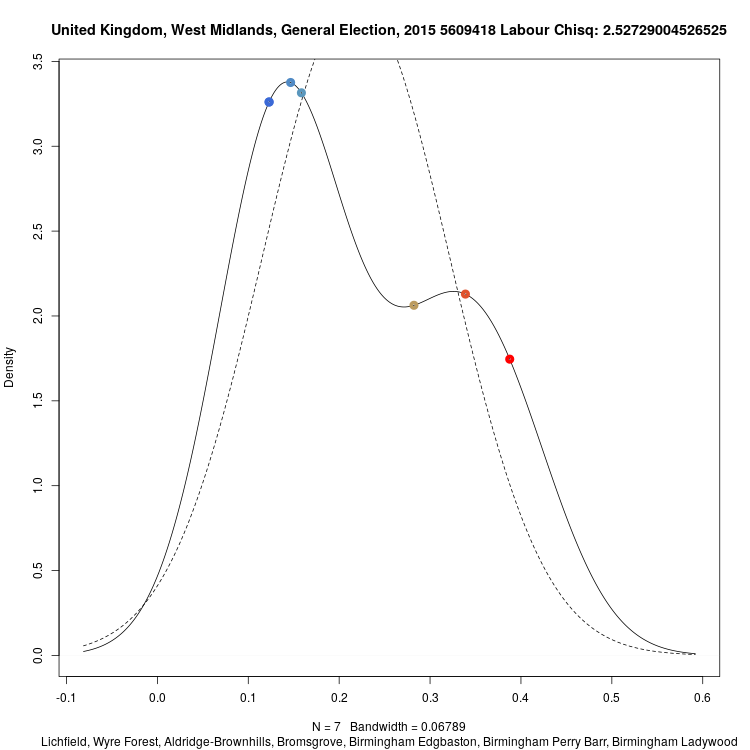 United Kingdom, West Midlands, General Election, 2015 5609418 Labour Chisq: 2.52729004526525
3.5
3.0
2.5
2.0
1.5
1.0
0.5
0.0
Density
-0.1 0.0 0.1 0.2 0.3 0.4 0.5 0.6
N = 7 Bandwidth = 0.06789
Lichfield, Wyre Forest, Aldridge-Brownhills, Bromsgrove, Birmingham Edgbaston, Birmingham Perry Barr, Birmingham Ladywood